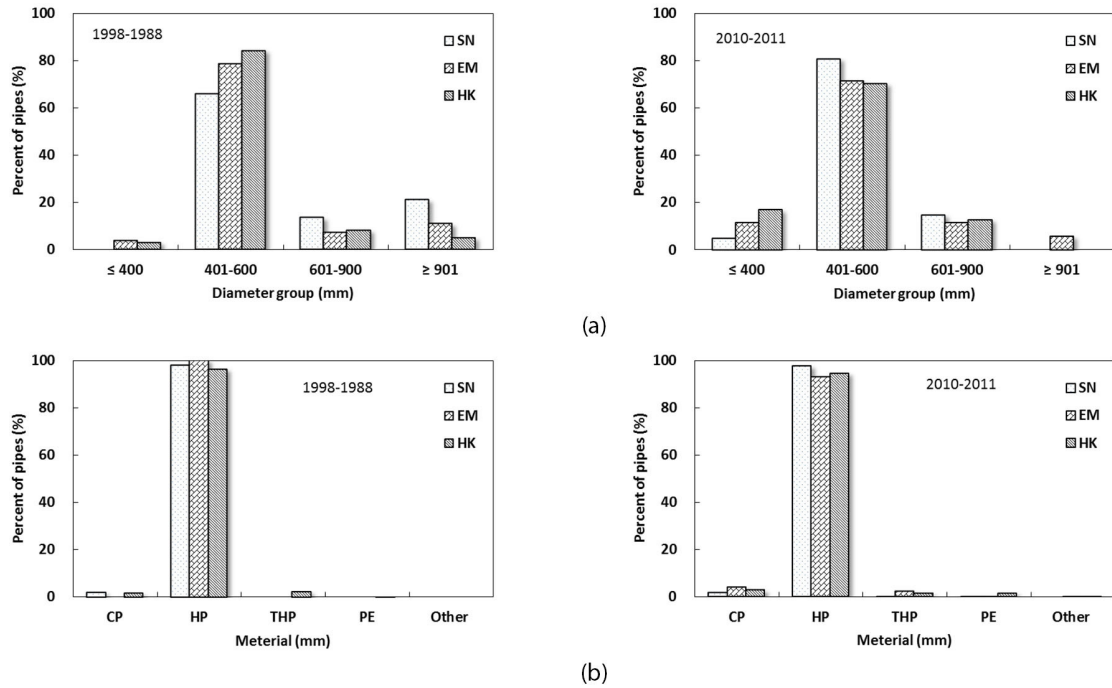 100
80
60
40
20
0
Percent of pipes (%)
1998-1988
SN
EM
HK
≤ 400 401-600 601-900 ≥ 901
Diameter group (mm)
100
80
60
40
20
0
Percent of pipes (%)
2010-2011
SN
EM
HK
≤ 400 401-600 601-900 ≥ 901
Diameter group (mm)
(a)
100
80
60
40
20
0
Percent of pipes (%)
1998-1988
SN
EM
HK
CP HP THP PE Other
Meterial (mm)
100
80
60
40
20
0
Percent of pipes (%)
2010-2011
SN
EM
HK
CP HP THP PE Other
Meterial (mm)
(b)